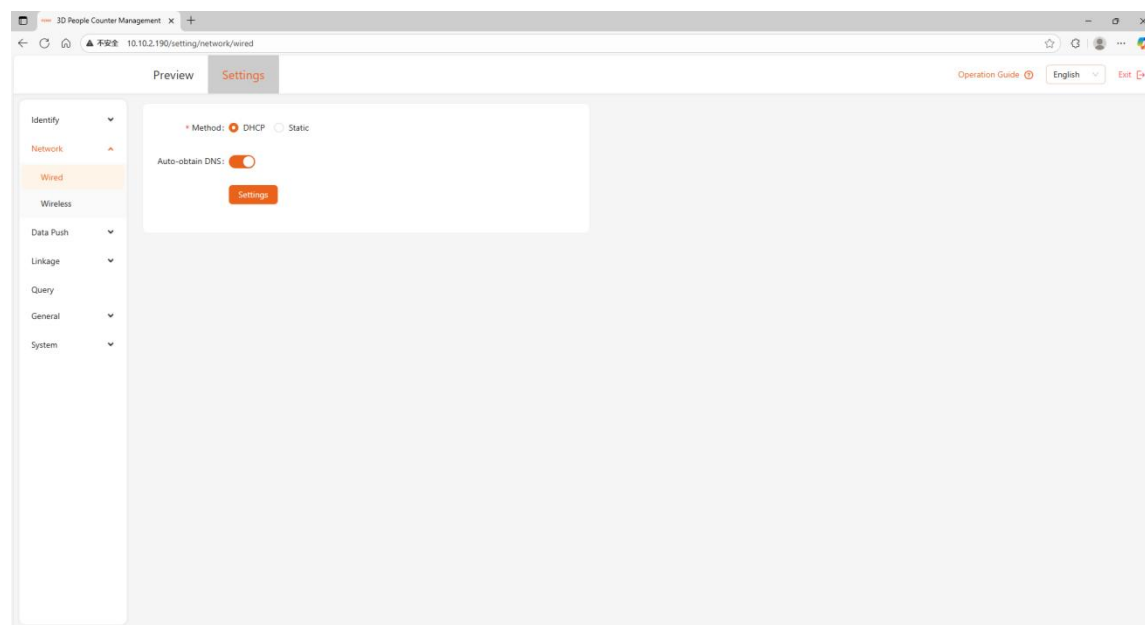 3D People Counter Management
不安全 10.10.2.190/setting/network/wired
Preview Settings Operation Guide English Exit
Identify
Network
Wired
Wireless
Data Push
Linkage
Query
General
System
* Method: DHCP Static
Auto-obtain DNS:
Settings